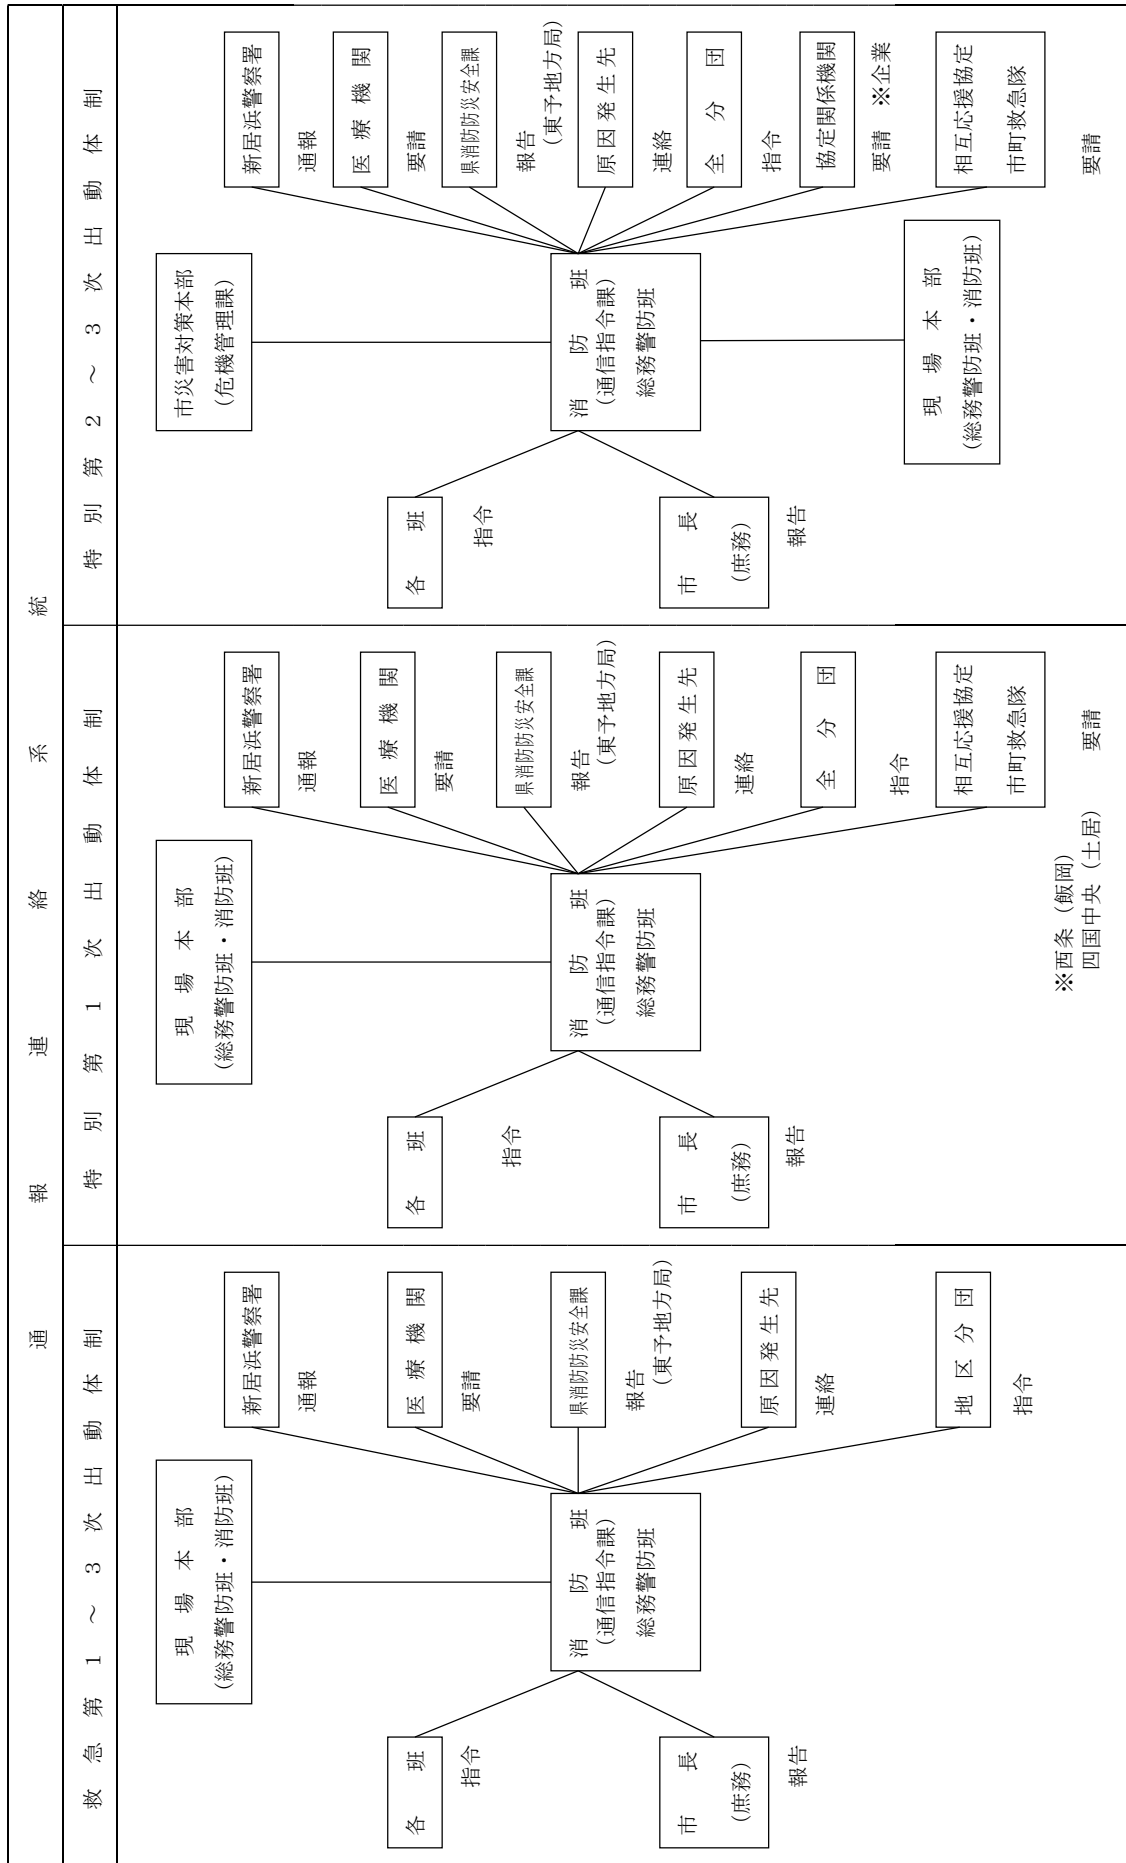 通報連絡系統
救急第1～3次出動体制
現場本部
(総務警防班・消防班)
各班
指令
市長
(庶務)
報告
消防班
(通信指令課)
総務警防班
新居浜警察署
通報
医療機関
要請
県消防防災安全課
報告
(東予地方局)
原因発生先
連絡
地区分団
指令
特別第1次出動体制
現場本部
(総務警防班・消防班)
各班
指令
市長
(庶務)
報告
消防班
(通信指令課)
総務警防班
新居浜警察署
通報
医療機関
要請
県消防防災安全課
報告
(東予地方局)
原因発生先
連絡
全分団
指令
相互応援協定
市町救急隊
要請
※西条(飯岡)
四国中央(土居)
特別第2～3次出動体制
市災害対策本部
(危機管理課)
各班
指令
市長
(庶務)
報告
消防班
(通信指令課)
総務警防班
現場本部
(総務警防班・消防班)
新居浜警察署
通報
医療機関
要請
県消防防災安全課
報告
(東予地方局)
原因発生先
連絡
全分団
指令
協定関係機関
要請 ※企業
相互応援協定
市町救急隊
要請